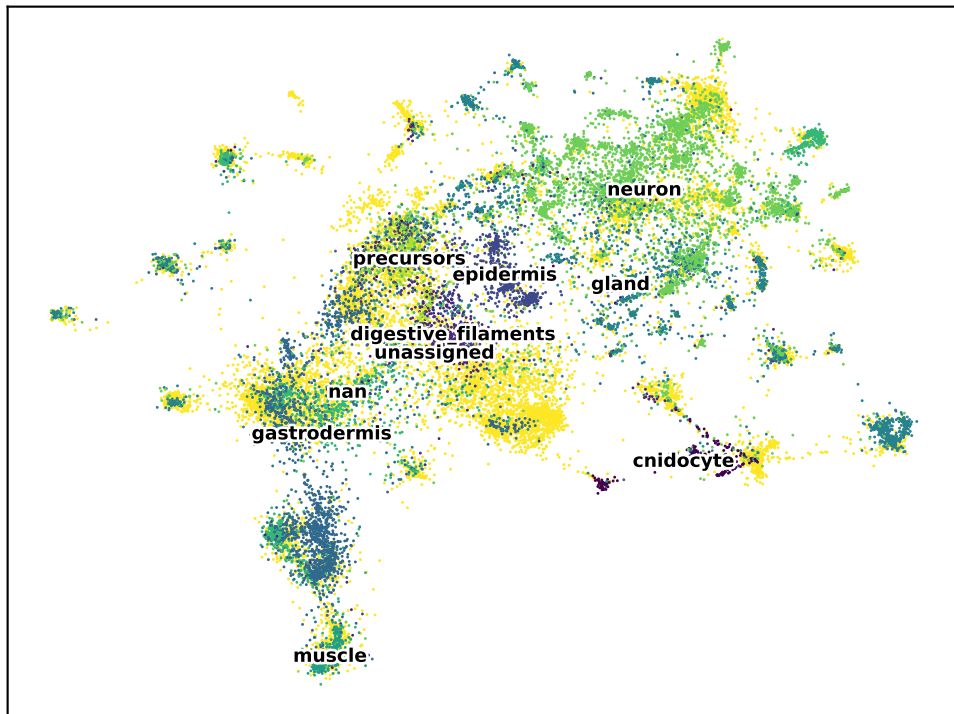 neuron
precursors
epidermis
gland
digestive_filaments
unassigned
nan
gastrodermis
cnidocyte
muscle